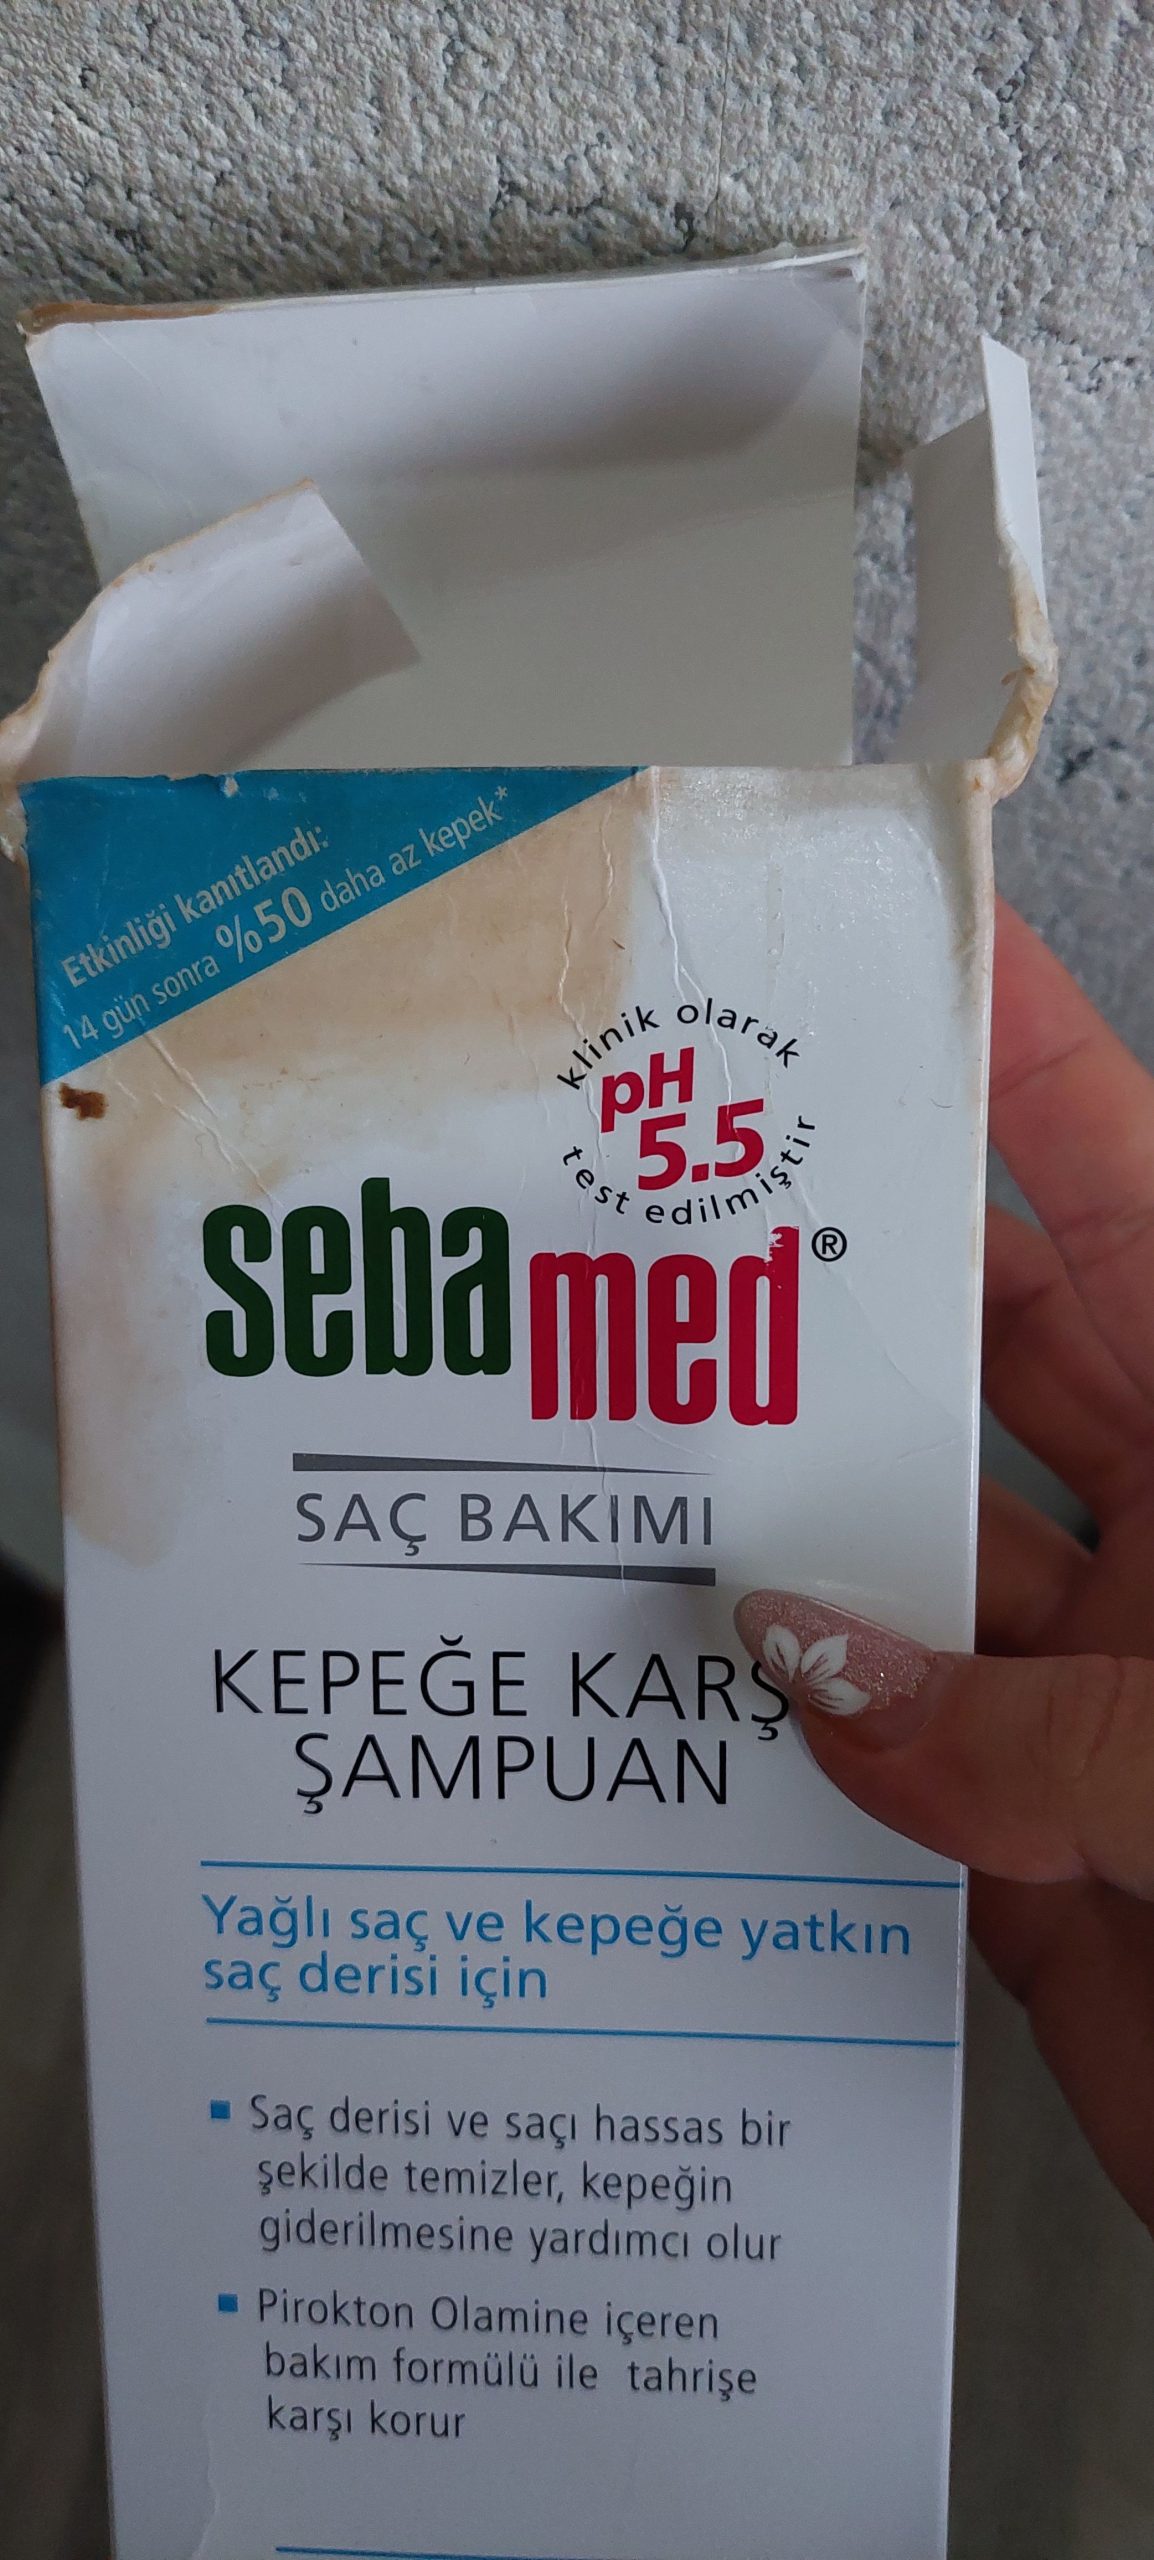 Etkinliği kanıtlandı:
14 gün sonra %50 daha az kepek*
klinik olarak
pH
5.5
test edilmiştir
sebamed®
SAÇ BAKIMI
KEPEĞE KARŞ
ŞAMPUAN
Yağlı saç ve kepeğe yatkın
saç derisi için
▪ Saç derisi ve saçı hassas bir
şekilde temizler, kepeğin
giderilmesine yardımcı olur
▪ Pirokton Olamine içeren
bakım formülü ile tahrişe
karşı korur